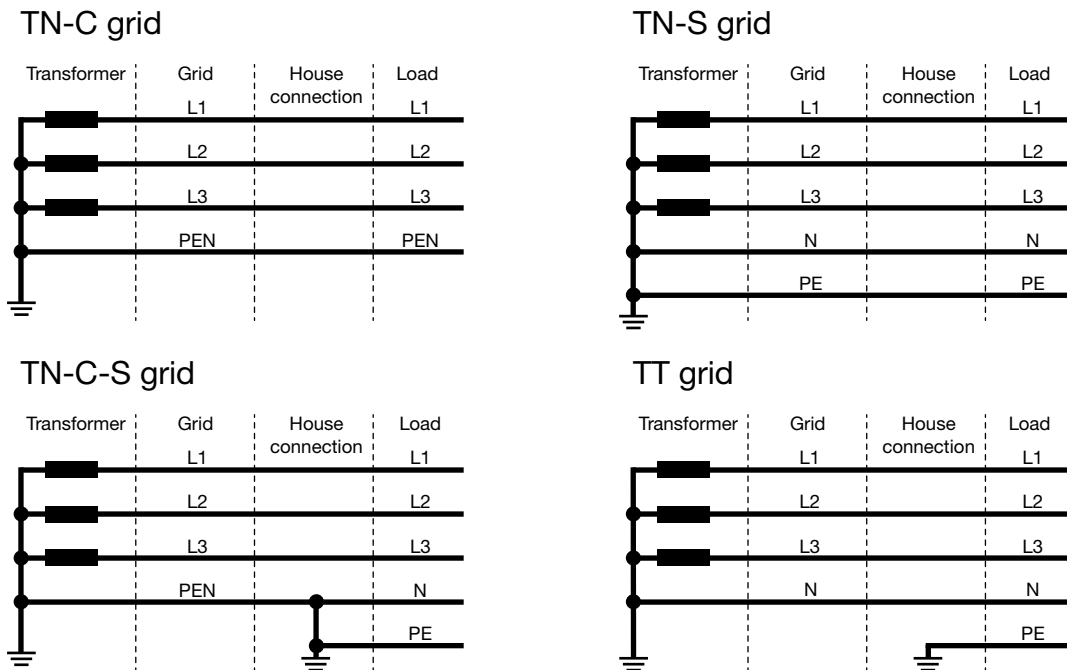 TN-C grid
Transformer Grid House connection Load
L1 L1
L2 L2
L3 L3
PEN PEN
TN-S grid
Transformer Grid House connection Load
L1 L1
L2 L2
L3 L3
N N
PE PE
TN-C-S grid
Transformer Grid House connection Load
L1 L1
L2 L2
L3 L3
PEN N
PE
TT grid
Transformer Grid House connection Load
L1 L1
L2 L2
L3 L3
N N
PE